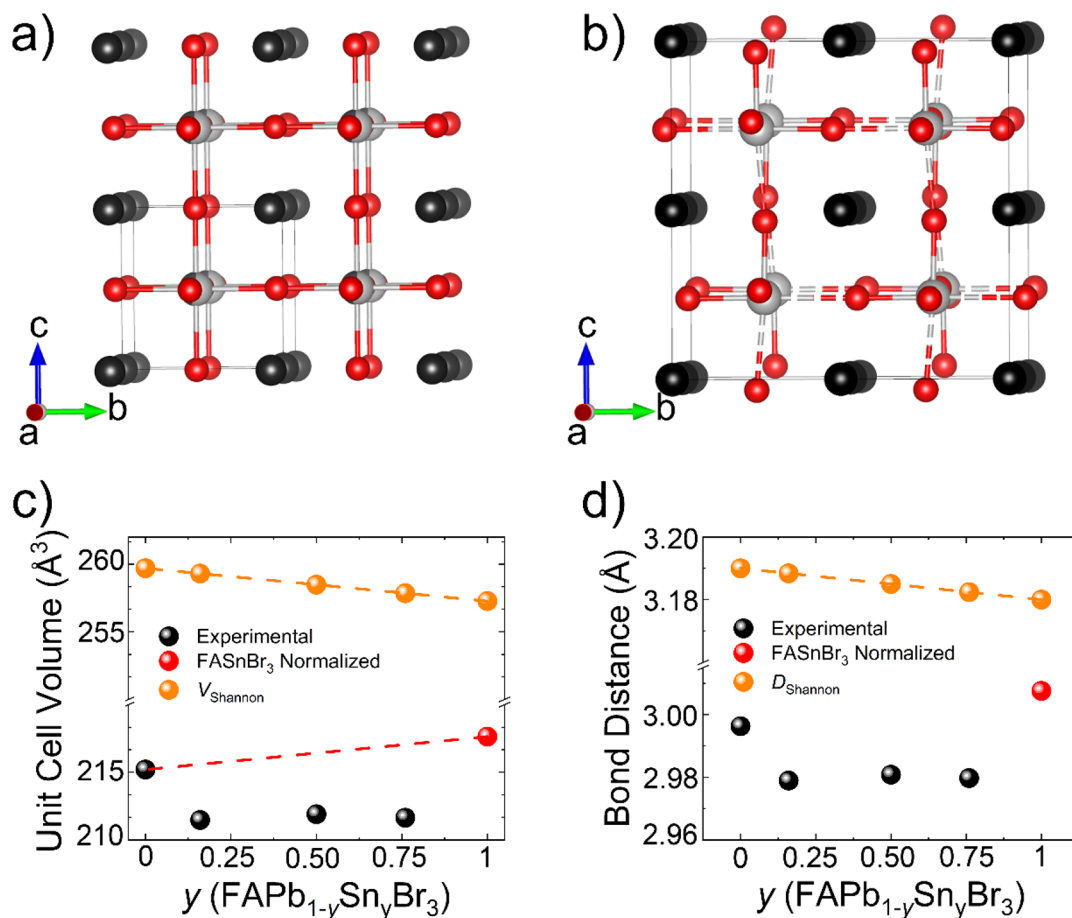 a)
b)
c
b
a
c
b
a
c)
d)
Unit Cell Volume (Å³)
260
255
215
210
Experimental
FASnBr₃ Normalized
V_Shannon
0
0.25
0.50
0.75
1
y (FAPb₁₋ySnyBr₃)
Bond Distance (Å)
3.20
3.18
3.00
2.98
2.96
Experimental
FASnBr₃ Normalized
D_Shannon
0
0.25
0.50
0.75
1
y (FAPb₁₋ySnyBr₃)